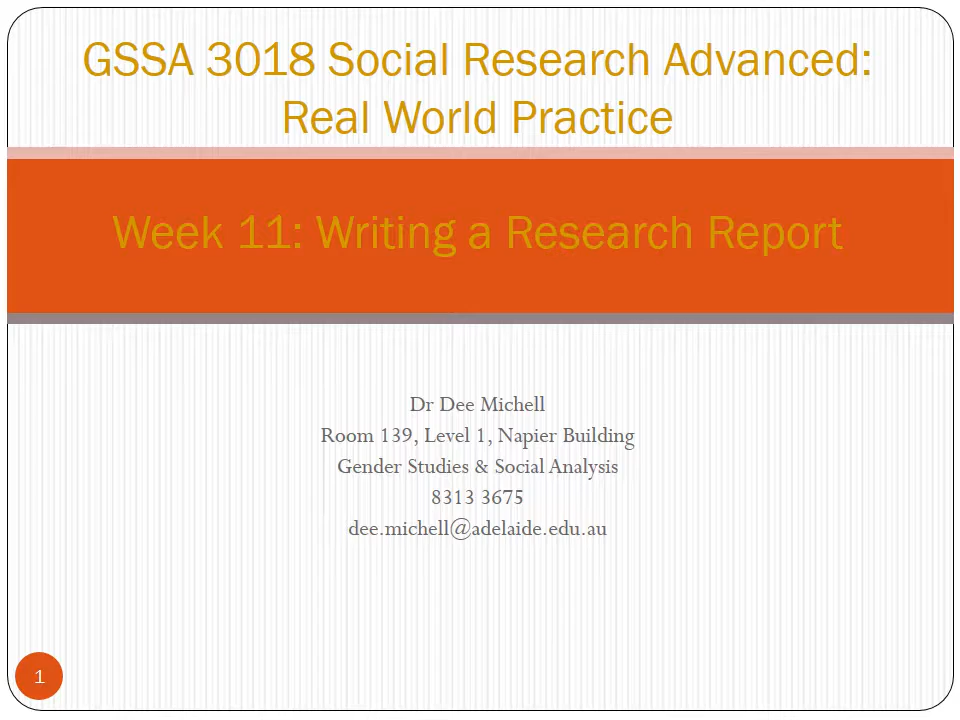 GSSA 3018 Social Research Advanced:
Real World Practice
Week 11: Writing a Research Report
Dr Dee Michell
Room 139, Level 1, Napier Building
Gender Studies & Social Analysis
8313 3675
dee.michell@adelaide.edu.au
1